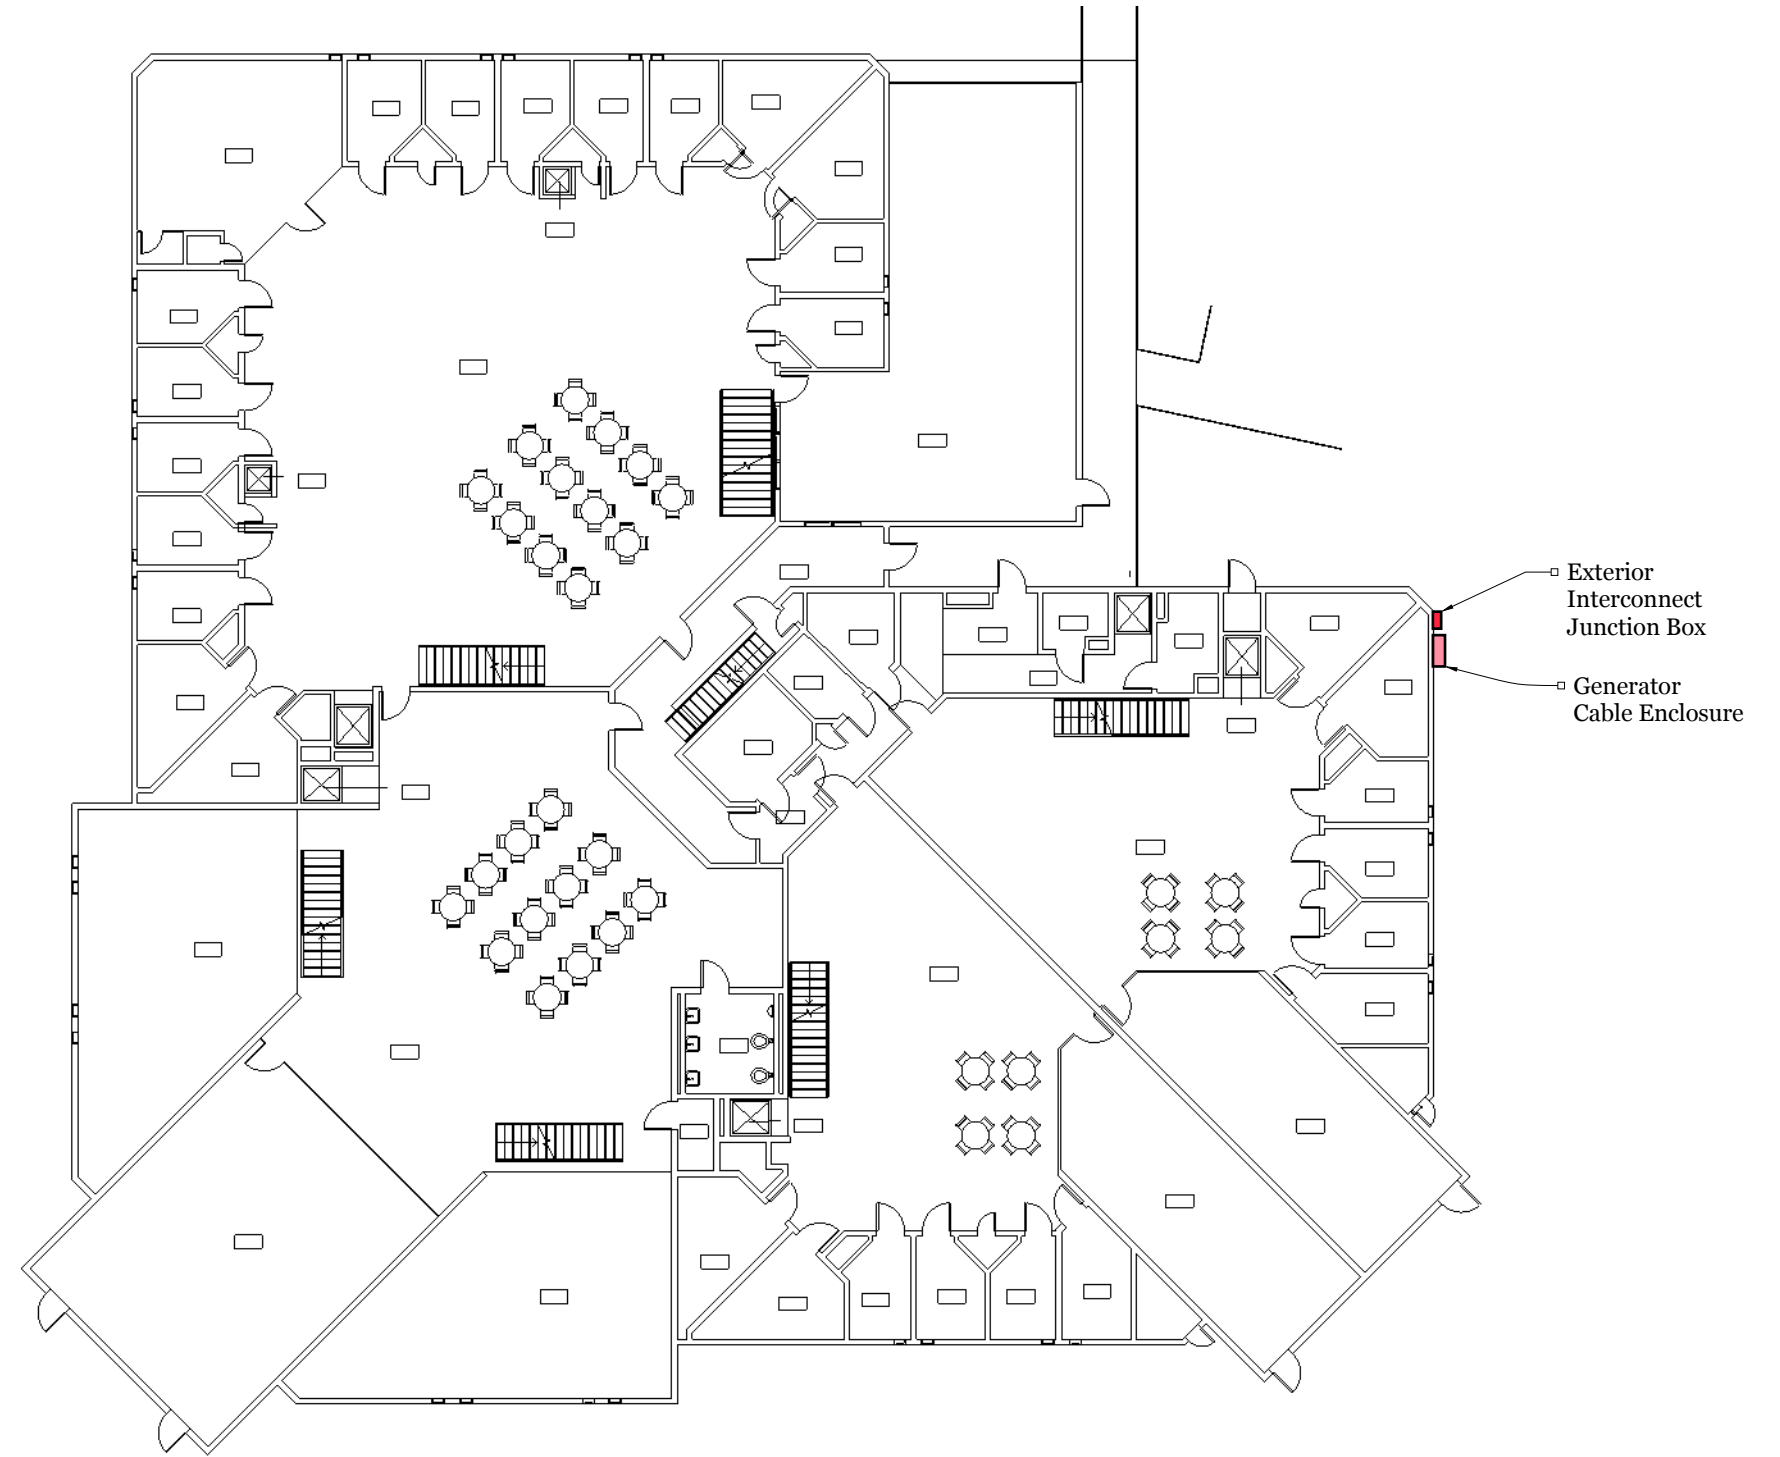 Exterior
Interconnect
Junction Box
Generator
Cable Enclosure